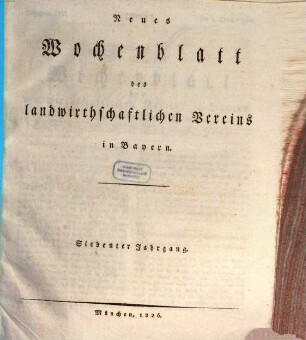 Neues
Wochenblatt
des
landwirthschaftlichen Vereins
in Bayern.
Siebenter Jahrgang.
München, 1826.